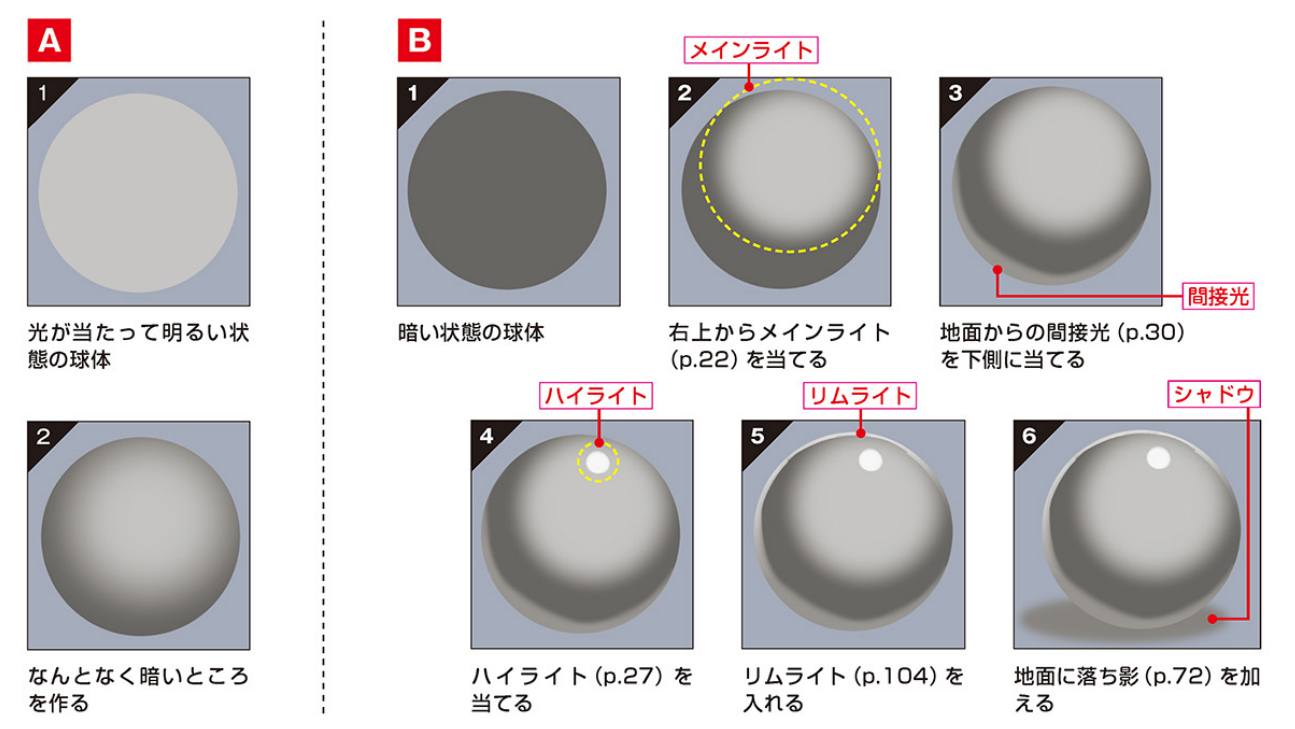 A
1
光が当たって明るい状
態の球体
2
なんとなく暗いところ
を作る
B
1
暗い状態の球体
メインライト
2
右上からメインライト
(p.22)を当てる
3
間接光
地面からの間接光(p.30)
を下側に当てる
ハイライト
4
ハイライト(p.27)を
当てる
リムライト
5
リムライト(p.104)を
入れる
シャドウ
6
地面に落ち影(p.72)を加
える